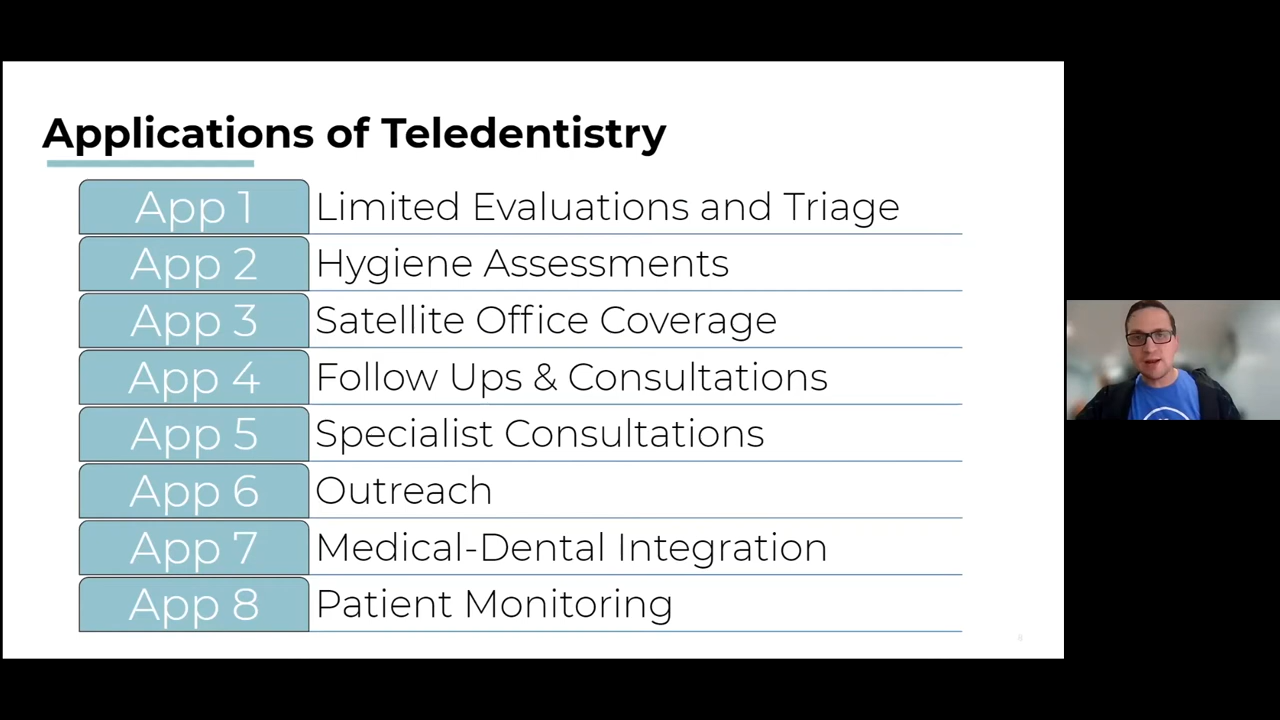 Applications of Teledentistry
App 1 Limited Evaluations and Triage
App 2 Hygiene Assessments
App 3 Satellite Office Coverage
App 4 Follow Ups & Consultations
App 5 Specialist Consultations
App 6 Outreach
App 7 Medical-Dental Integration
App 8 Patient Monitoring